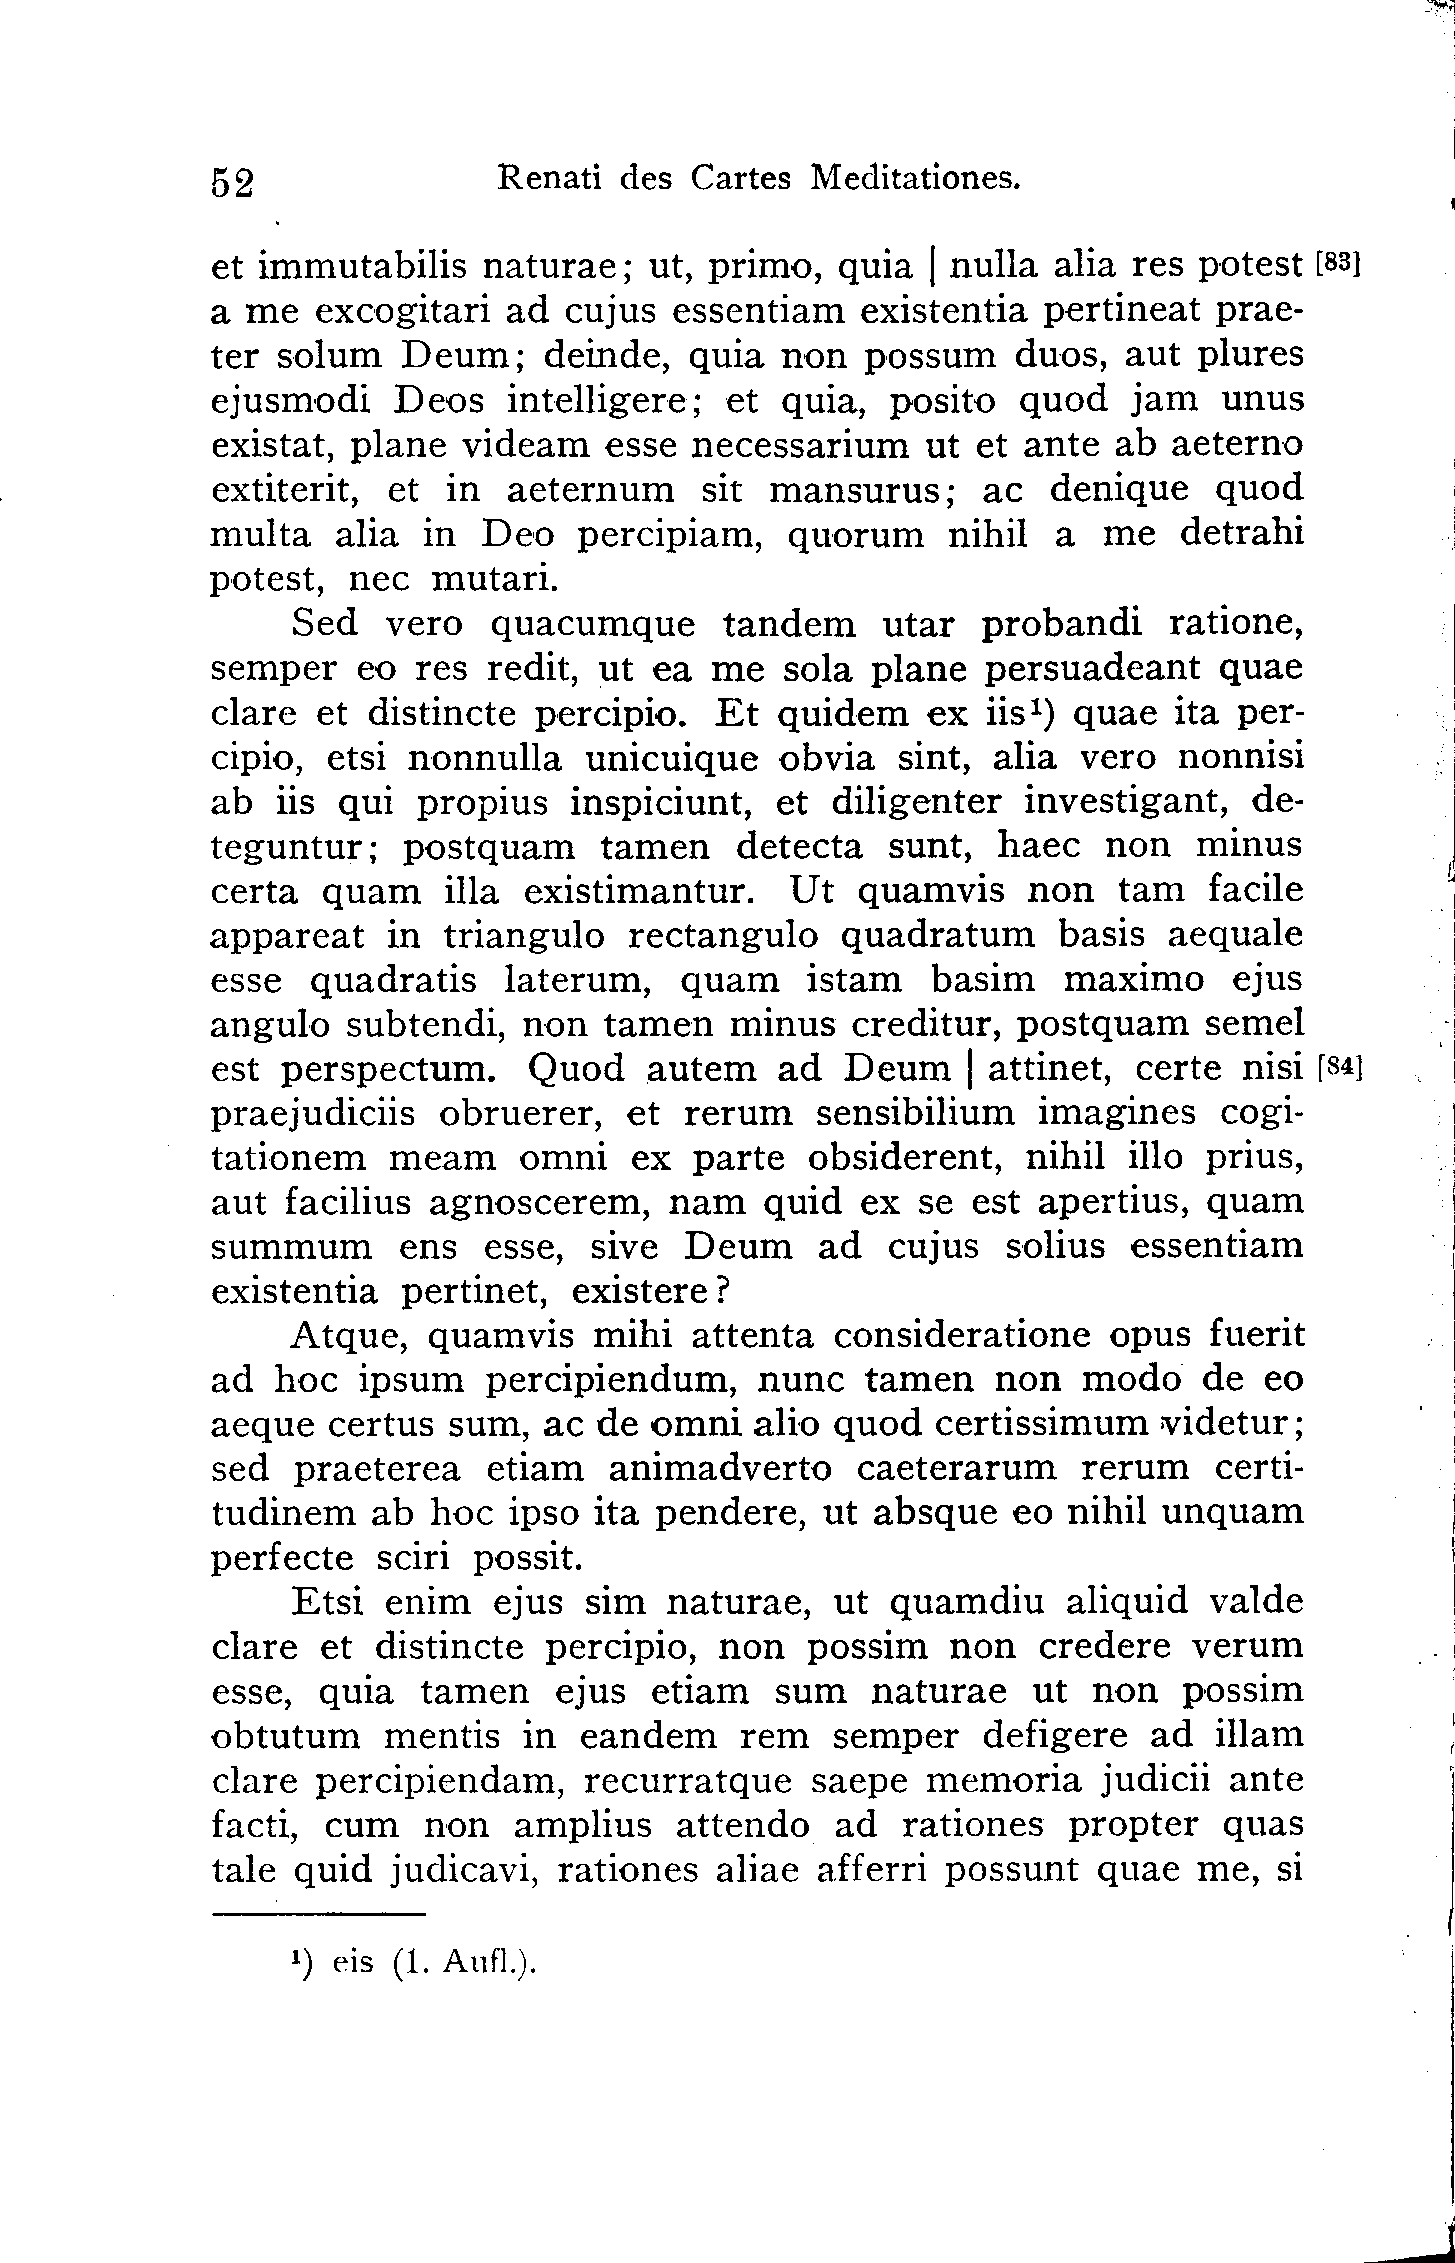 52 Renati des Cartes Meditationes.
et immutabilis naturae; ut, primo, quia | nulla alia res potest [83]
a me excogitari ad cujus essentiam existentia pertineat prae-
ter solum Deum; deinde, quia non possum duos, aut plures
ejusmodi Deos intelligere; et quia, posito quod jam unus
existat, plane videam esse necessarium ut et ante ab aeterno
extiterit, et in aeternum sit mansurus; ac denique quod
multa alia in Deo percipiam, quorum nihil a me detrahi
potest, nec mutari.
Sed vero quacumque tandem utar probandi ratione,
semper eo res redit, ut ea me sola plane persuadeant quae
clare et distincte percipio. Et quidem ex iis¹) quae ita per-
cipio, etsi nonnulla unicuique obvia sint, alia vero nonnisi
ab iis qui propius inspiciunt, et diligenter investigant, de-
teguntur; postquam tamen detecta sunt, haec non minus
certa quam illa existimantur. Ut quamvis non tam facile
appareat in triangulo rectangulo quadratum basis aequale
esse quadratis laterum, quam istam basim maximo ejus
angulo subtendi, non tamen minus creditur, postquam semel
est perspectum. Quod autem ad Deum | attinet, certe nisi [84]
praejudiciis obruerer, et rerum sensibilium imagines cogi-
tationem meam omni ex parte obsiderent, nihil illo prius,
aut facilius agnoscerem, nam quid ex se est apertius, quam
summum ens esse, sive Deum ad cujus solius essentiam
existentia pertinet, existere?
Atque, quamvis mihi attenta consideratione opus fuerit
ad hoc ipsum percipiendum, nunc tamen non modo de eo
aeque certus sum, ac de omni alio quod certissimum videtur;
sed praeterea etiam animadverto caeterarum rerum certi-
tudinem ab hoc ipso ita pendere, ut absque eo nihil unquam
perfecte sciri possit.
Etsi enim ejus sim naturae, ut quamdiu aliquid valde
clare et distincte percipio, non possim non credere verum
esse, quia tamen ejus etiam sum naturae ut non possim
obtutum mentis in eandem rem semper defigere ad illam
clare percipiendam, recurratque saepe memoria judicii ante
facti, cum non amplius attendo ad rationes propter quas
tale quid judicavi, rationes aliae afferri possunt quae me, si
¹) eis (1. Aufl.).